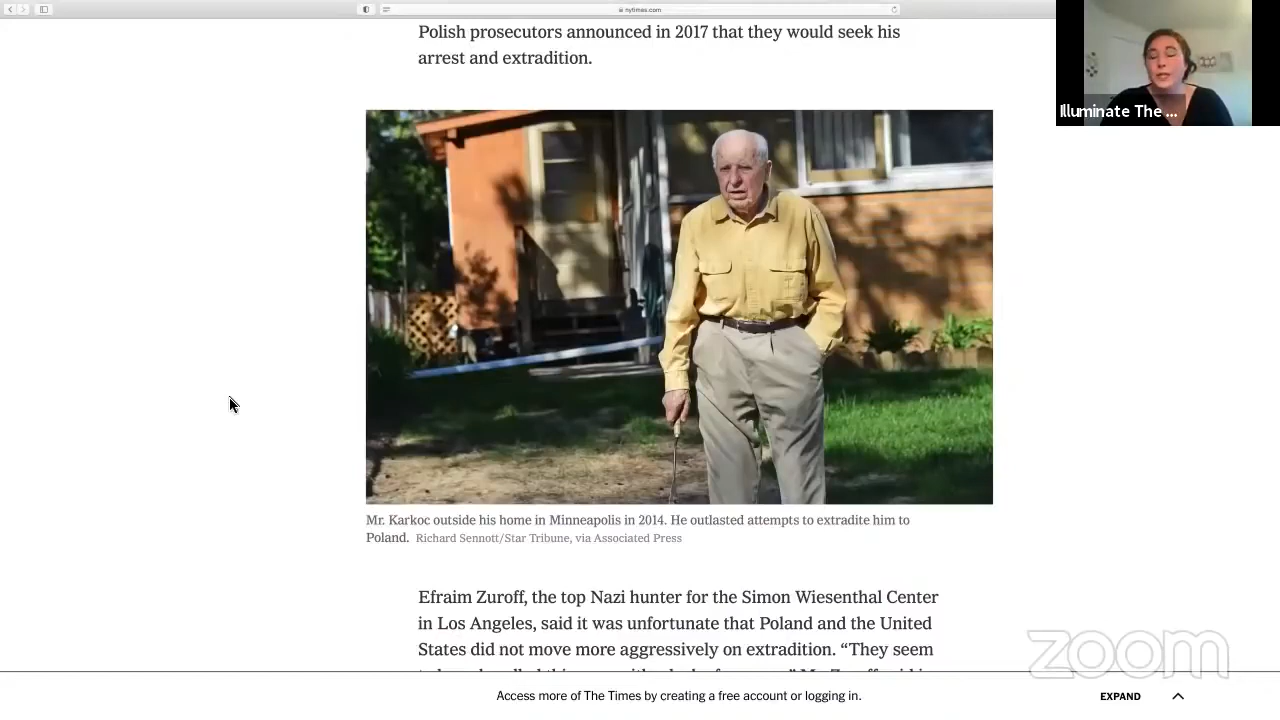 nytimes.com
Polish prosecutors announced in 2017 that they would seek his
arrest and extradition.
Illuminate The ...
Mr. Karkoc outside his home in Minneapolis in 2014. He outlasted attempts to extradite him to
Poland. Richard Sennott/Star Tribune, via Associated Press
Efraim Zuroff, the top Nazi hunter for the Simon Wiesenthal Center
in Los Angeles, said it was unfortunate that Poland and the United
States did not move more aggressively on extradition. “They seem
zoom
Access more of The Times by creating a free account or logging in.
EXPAND